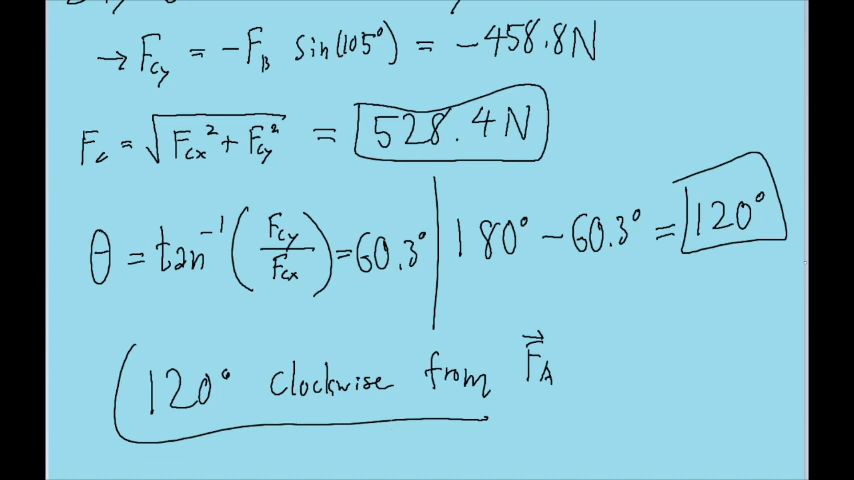 → F_Cy = -F_B sin(105°) = -458.8N
F_C = √(F_Cx² + F_Cy²) = 528.4N
θ = tan⁻¹(F_Cy/F_Cx) = 60.3° | 180° - 60.3° = 120°
120° clockwise from F⃗_A